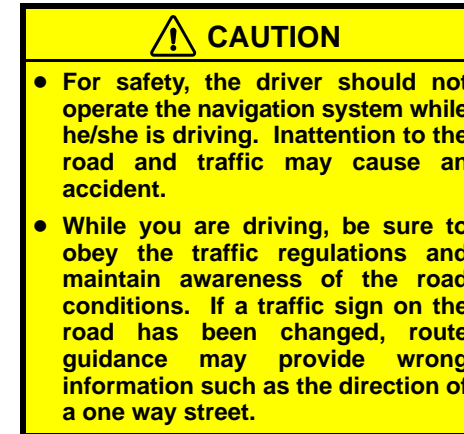 CAUTION
● For safety, the driver should not
operate the navigation system while
he/she is driving. Inattention to the
road and traffic may cause an
accident.
● While you are driving, be sure to
obey the traffic regulations and
maintain awareness of the road
conditions. If a traffic sign on the
road has been changed, route
guidance may provide wrong
information such as the direction of
a one way street.